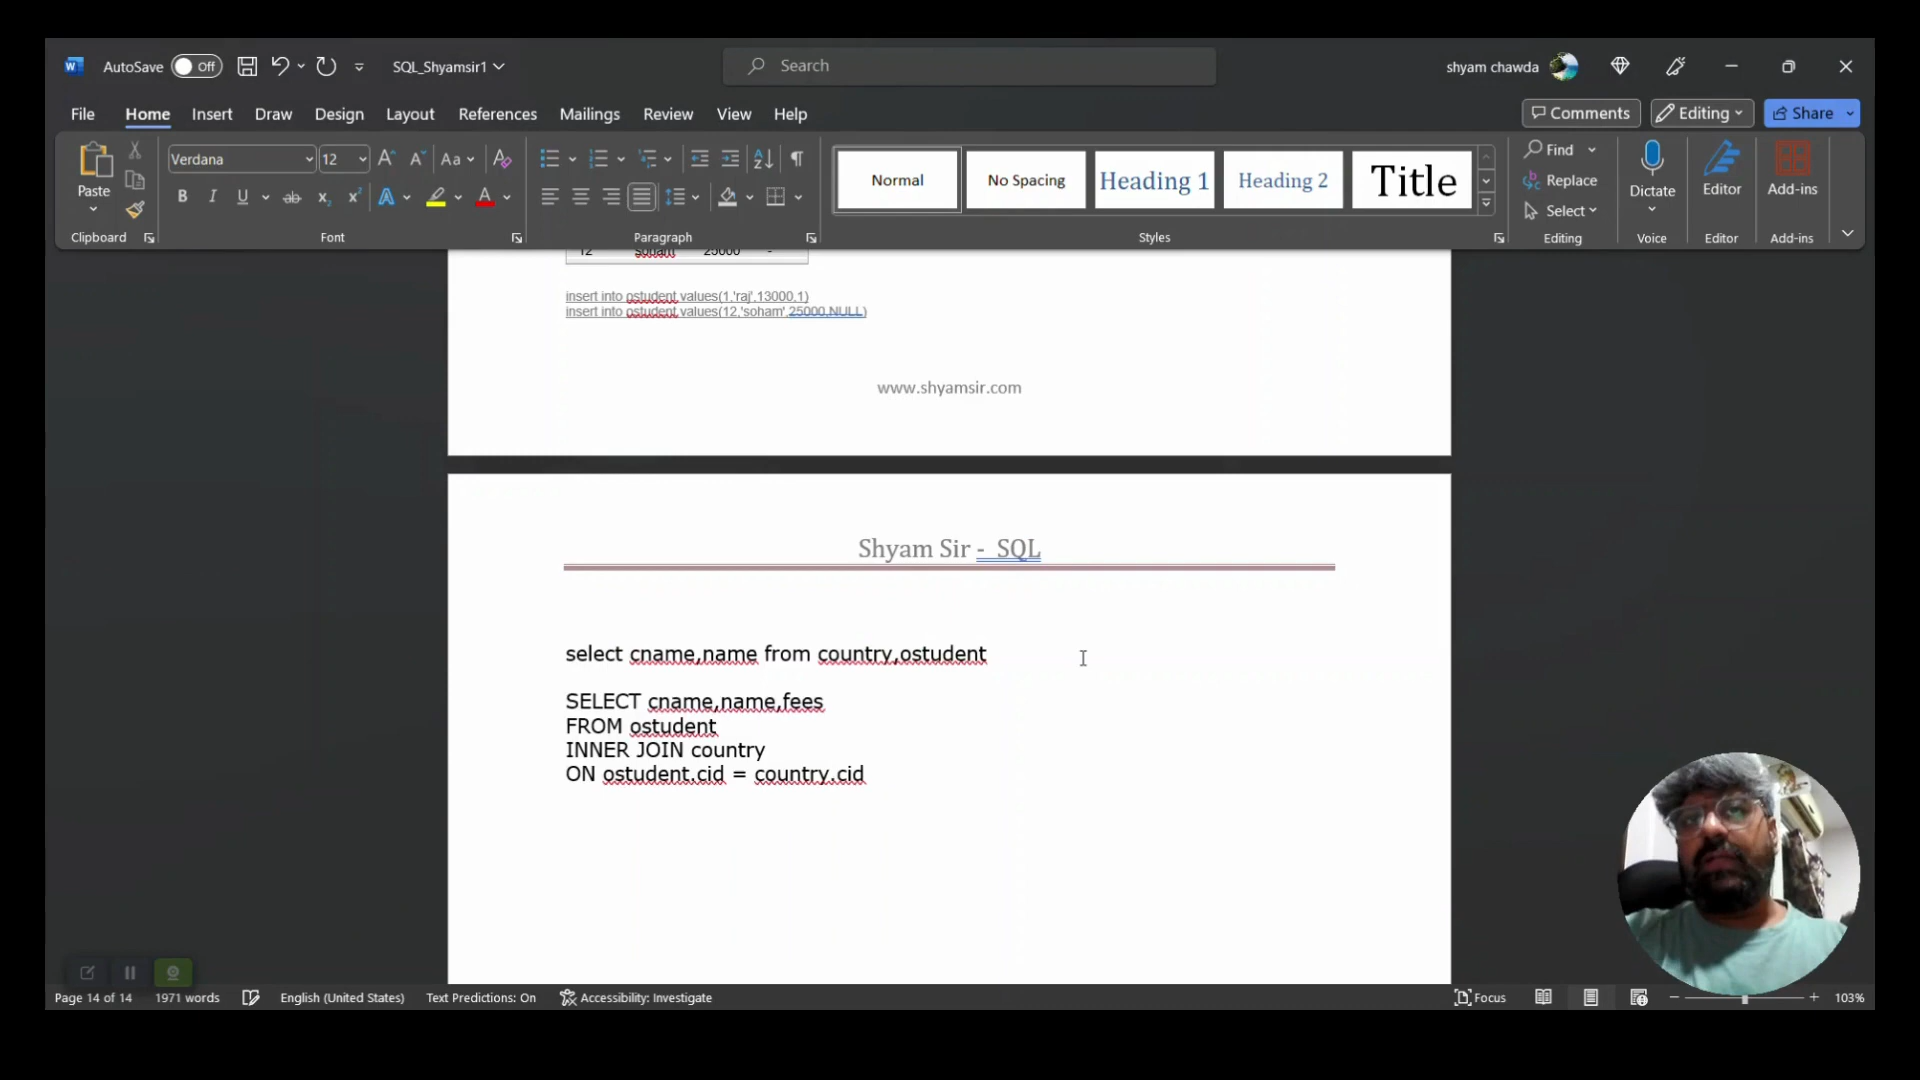 AutoSave Off SQL_Shyamsir1 Search shyam chawda
File Home Insert Draw Design Layout References Mailings Review View Help Comments Editing Share
Paste Verdana 12 Aa Normal No Spacing Heading 1 Heading 2 Title Find Replace Select Dictate Editor Add-ins
Clipboard Font Paragraph Styles Editing Voice Editor Add-ins
12 soham 25000 -
insert into ostudent values(1,'raj',13000,1)
insert into ostudent values(12,'soham',25000,NULL)
www.shyamsir.com
Shyam Sir - SQL
select cname,name from country,ostudent
SELECT cname,name,fees
FROM ostudent
INNER JOIN country
ON ostudent.cid = country.cid
Page 14 of 14 1971 words English (United States) Text Predictions: On Accessibility: Investigate Focus 103%